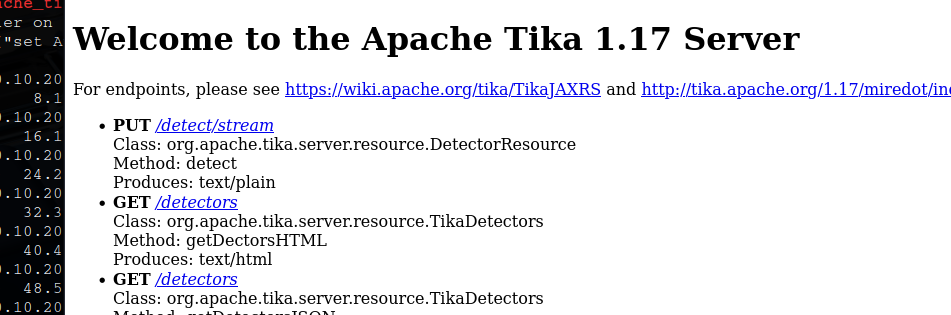 ache_ti
ier on
("set A
0.10.20
8.1
0.10.20
16.1
0.10.20
24.2
0.10.20
32.3
0.10.20
40.4
0.10.20
48.5
0.10.20
Welcome to the Apache Tika 1.17 Server
For endpoints, please see https://wiki.apache.org/tika/TikaJAXRS and http://tika.apache.org/1.17/miredot/in
• PUT /detect/stream
Class: org.apache.tika.server.resource.DetectorResource
Method: detect
Produces: text/plain
• GET /detectors
Class: org.apache.tika.server.resource.TikaDetectors
Method: getDectorsHTML
Produces: text/html
• GET /detectors
Class: org.apache.tika.server.resource.TikaDetectors
Method: getDetectorsJSON